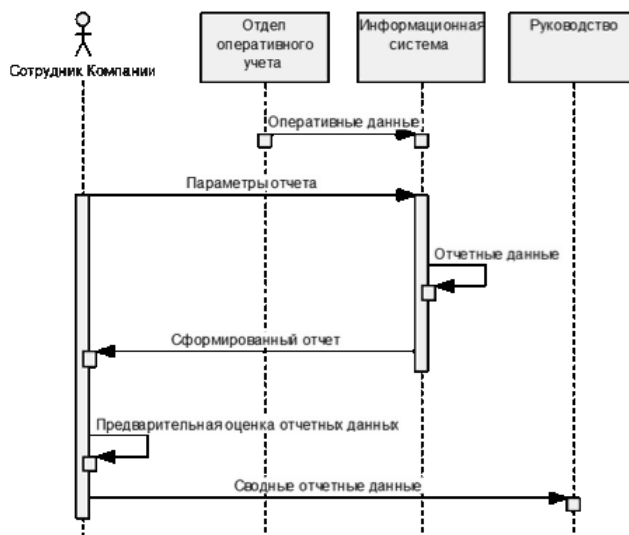 Сотрудник Компании
Отдел
оперативного
учета
Информационная
система
Руководство
Оперативные данные
Параметры отчета
Отчетные данные
Сформированный отчет
Предварительная оценка отчетных данных
Сводные отчетные данные